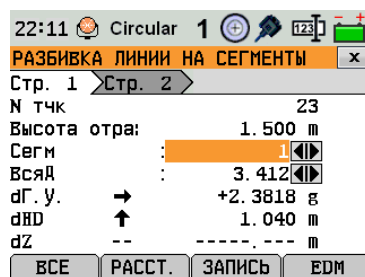 22:11 Circular 1 123
РАЗБИВКА ЛИНИИ НА СЕГМЕНТЫ x
Стр. 1 Стр. 2
N тчк 23
Высота отра: 1.500 m
Сегм : 1
ВсяД : 3.412
dГ.У. → +2.3818 g
dHD ↑ 1.040 m
dZ -- -----.--- m
ВСЕ РАССТ. ЗАПИСЬ EDM